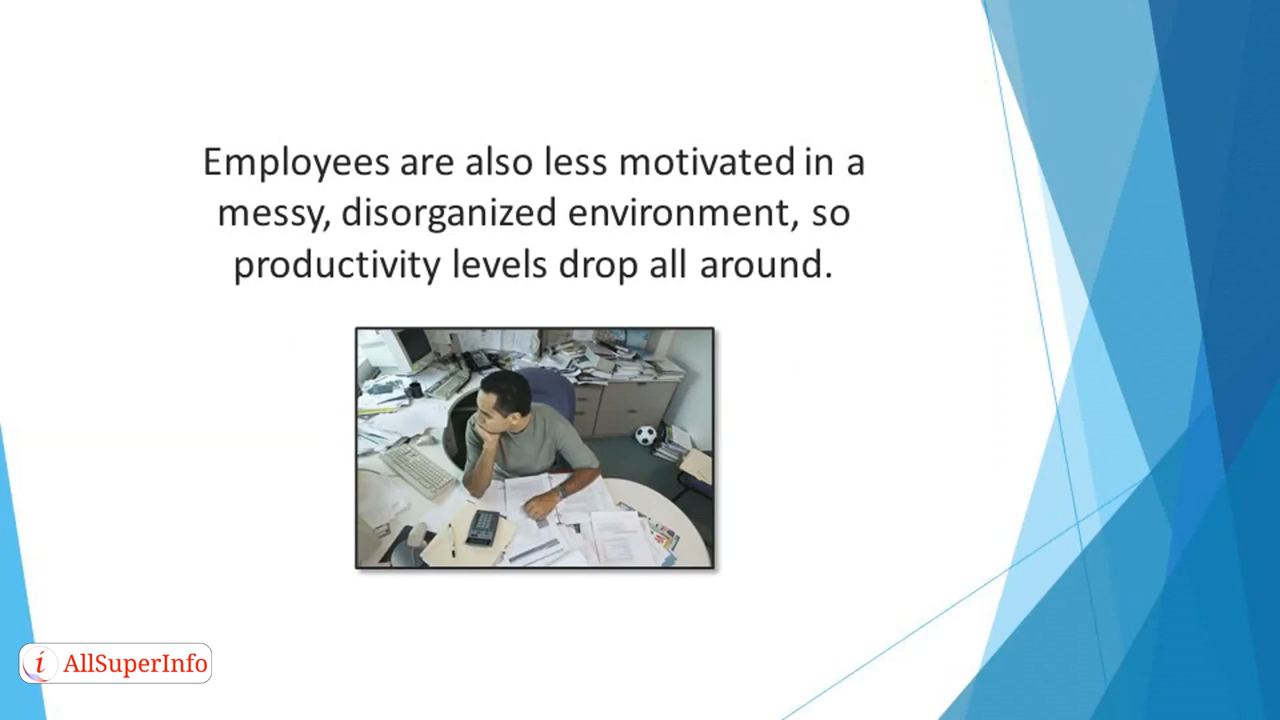 Employees are also less motivated in a
messy, disorganized environment, so
productivity levels drop all around.
i AllSuperInfo